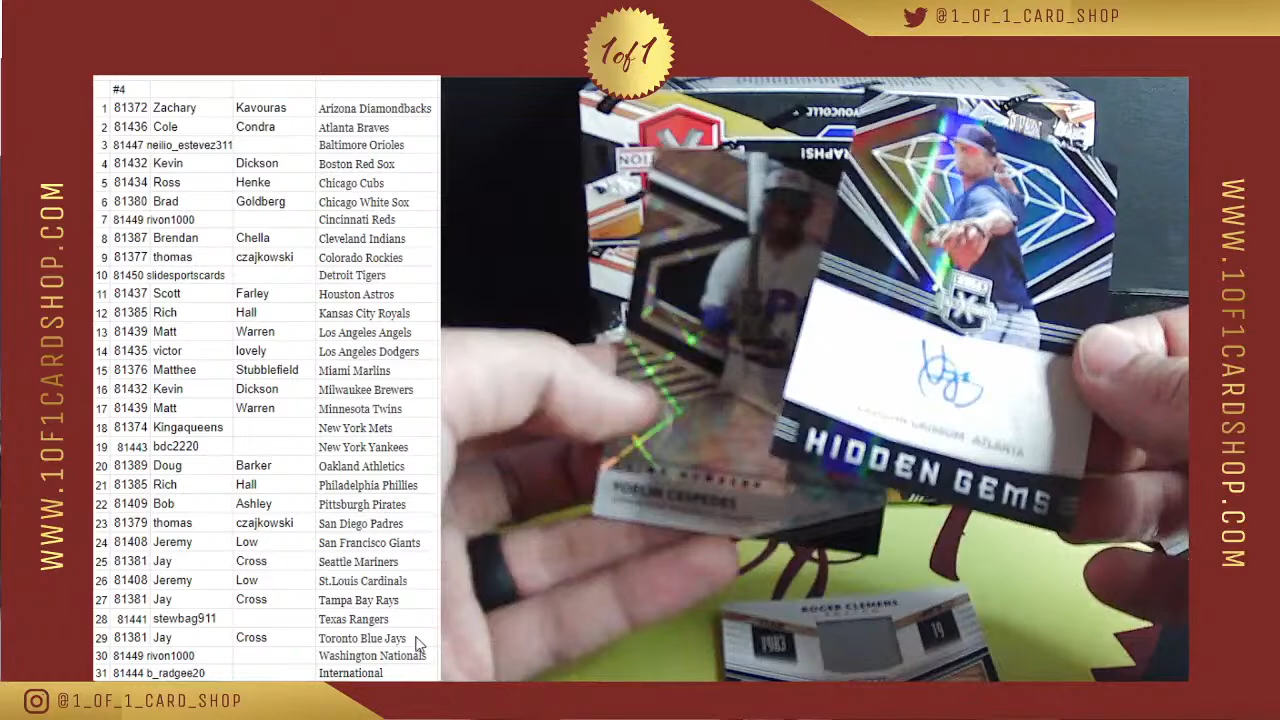 @1_OF_1_CARD_SHOP
1of1
WWW.1OF1CARDSHOP.COM
#4
1 81372 Zachary Kavouras Arizona Diamondbacks
2 81436 Cole Condra Atlanta Braves
3 81447 neilio_estevez311 Baltimore Orioles
4 81432 Kevin Dickson Boston Red Sox
5 81434 Ross Henke Chicago Cubs
6 81380 Brad Goldberg Chicago White Sox
7 81449 rivon1000 Cincinnati Reds
8 81387 Brendan Chella Cleveland Indians
9 81377 thomas czajkowski Colorado Rockies
10 81450 slidesportscards Detroit Tigers
11 81437 Scott Farley Houston Astros
12 81385 Rich Hall Kansas City Royals
13 81439 Matt Warren Los Angeles Angels
14 81435 victor lovely Los Angeles Dodgers
15 81376 Matthee Stubblefield Miami Marlins
16 81432 Kevin Dickson Milwaukee Brewers
17 81439 Matt Warren Minnesota Twins
18 81374 Kingaqueens New York Mets
19 81443 bdc2220 New York Yankees
20 81389 Doug Barker Oakland Athletics
21 81385 Rich Hall Philadelphia Phillies
22 81409 Bob Ashley Pittsburgh Pirates
23 81379 thomas czajkowski San Diego Padres
24 81408 Jeremy Low San Francisco Giants
25 81381 Jay Cross Seattle Mariners
26 81408 Jeremy Low St.Louis Cardinals
27 81381 Jay Cross Tampa Bay Rays
28 81441 stewbag911 Texas Rangers
29 81381 Jay Cross Toronto Blue Jays
30 81449 rivon1000 Washington Nationals
31 81444 b_radgee20 International
YOUCOLLE
GRAPHS!
ATLANTA
HIDDEN GEMS
CESPEDES
ROGER CLEMENS
1983
19
WWW.1OF1CARDSHOP.COM
@1_OF_1_CARD_SHOP